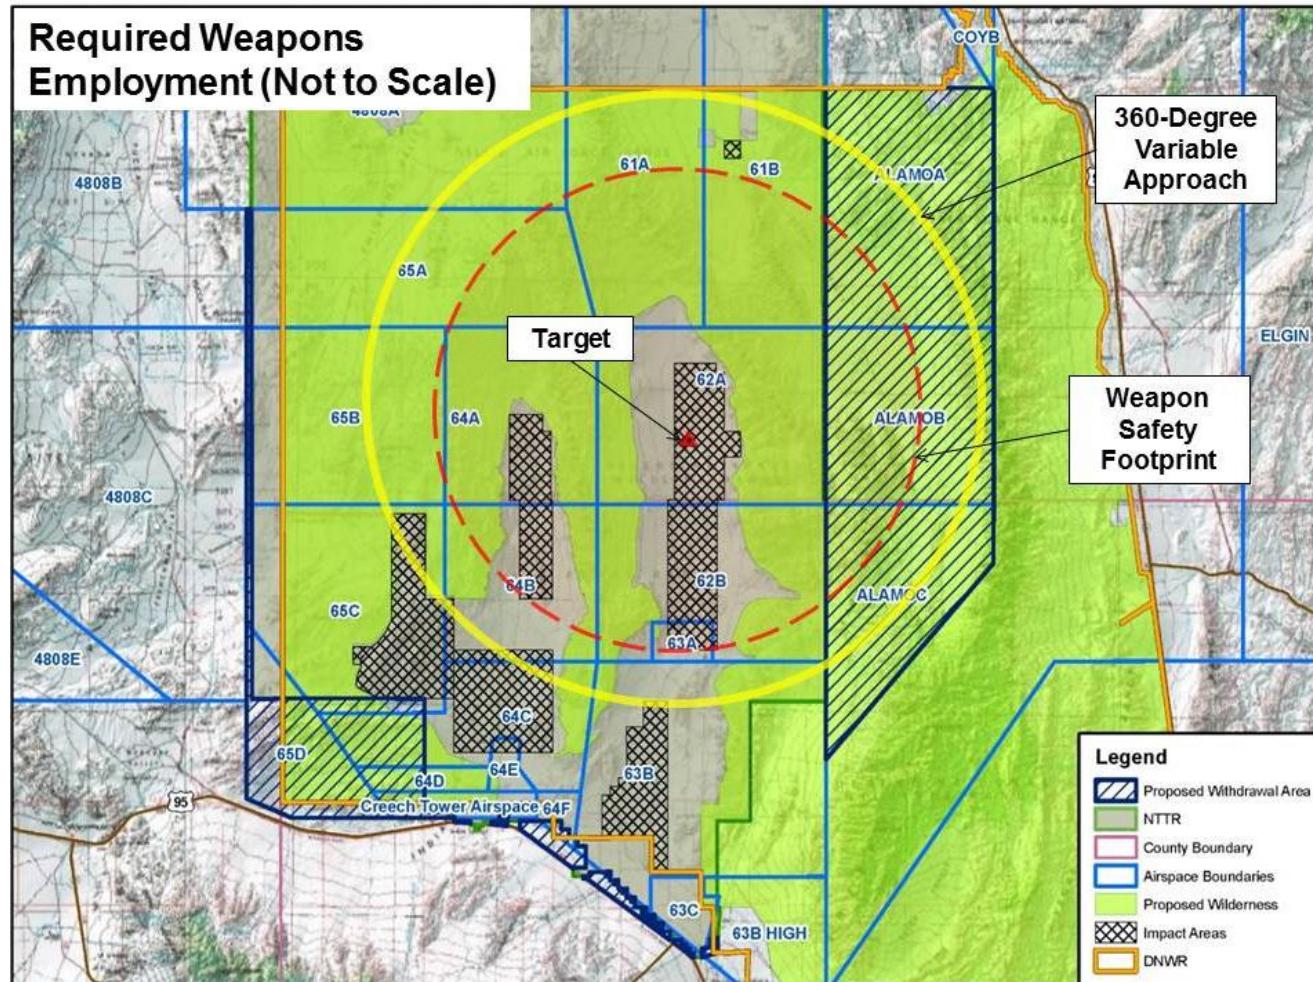 Required Weapons
Employment (Not to Scale)
COYB
4808A
360-Degree
Variable
Approach
61A
61B
ALAMOA
4808B
65A
Target
ELGIN
62A
65B
64A
ALAMOB
Weapon
Safety
Footprint
4808C
64B
62B
ALAMOC
65C
63A
4808E
64C
65D
64E
63B
64D
95
Creech Tower Airspace
64F
63C
63B HIGH
Legend
Proposed Withdrawal Area
NTTR
County Boundary
Airspace Boundaries
Proposed Wilderness
Impact Areas
DNWR